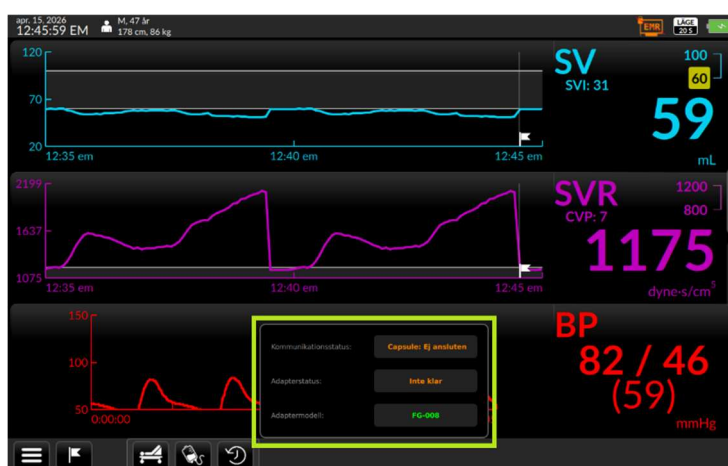 apr. 15, 2026
12:45:59 EM
M, 47 år
178 cm, 86 kg
EMR
LÄGE
20 S
120
70
20
12:35 em
12:40 em
12:45 em
SV
SVI: 31
100
60
59
mL
2199
1637
1075
12:35 em
12:40 em
12:45 em
SVR
CVP: 7
1200
800
1175
dyne·s/cm5
150
100
50
0:00:00
BP
82 / 46
(59)
mmHg
Kommunikationsstatus:
Capsule: Ej ansluten
Adapterstatus:
Inte klar
Adaptermodell:
FG-008